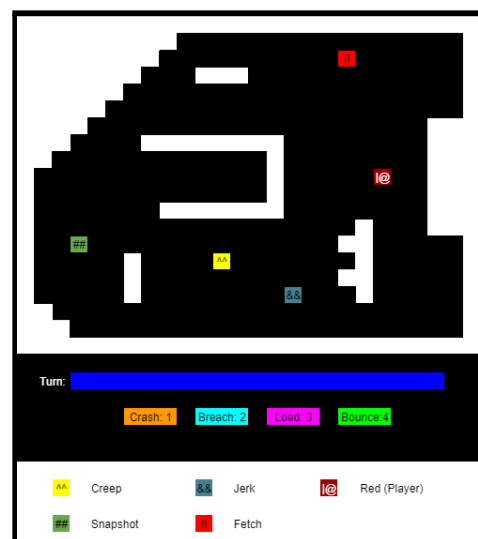 !!
|@
##
^^
&&
Turn:
Crash: 1 Breach: 2 Load: 3 Bounce:4
^^ Creep && Jerk |@ Red (Player)
## Snapshot !! Fetch